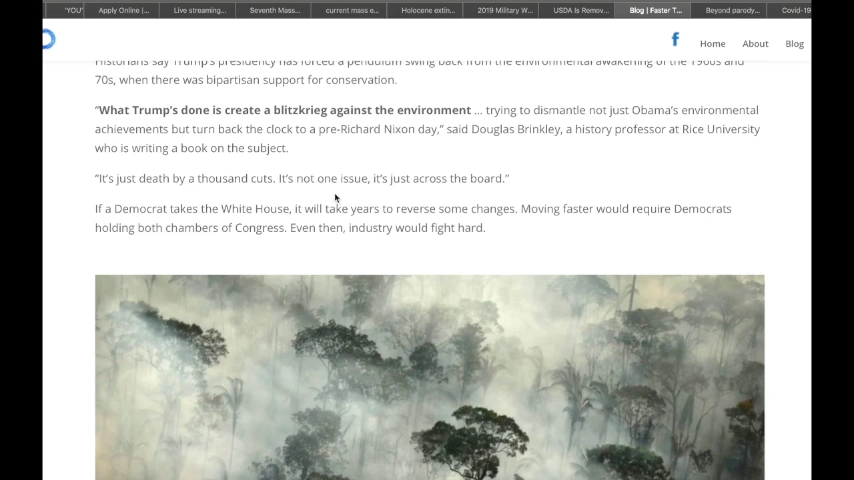 'YOU'
Apply Online (...
Live streaming...
Seventh Mass...
current mass e...
Holocene extin...
2019 Military W...
USDA Is Remov...
Blog | Faster T...
Beyond parody...
Covid-19
f
Home
About
Blog
Historians say Trump's presidency has forced a pendulum swing back from the environmental awakening of the 1960s and
70s, when there was bipartisan support for conservation.
“What Trump’s done is create a blitzkrieg against the environment ... trying to dismantle not just Obama’s environmental
achievements but turn back the clock to a pre-Richard Nixon day,” said Douglas Brinkley, a history professor at Rice University
who is writing a book on the subject.
“It’s just death by a thousand cuts. It’s not one issue, it’s just across the board.”
If a Democrat takes the White House, it will take years to reverse some changes. Moving faster would require Democrats
holding both chambers of Congress. Even then, industry would fight hard.